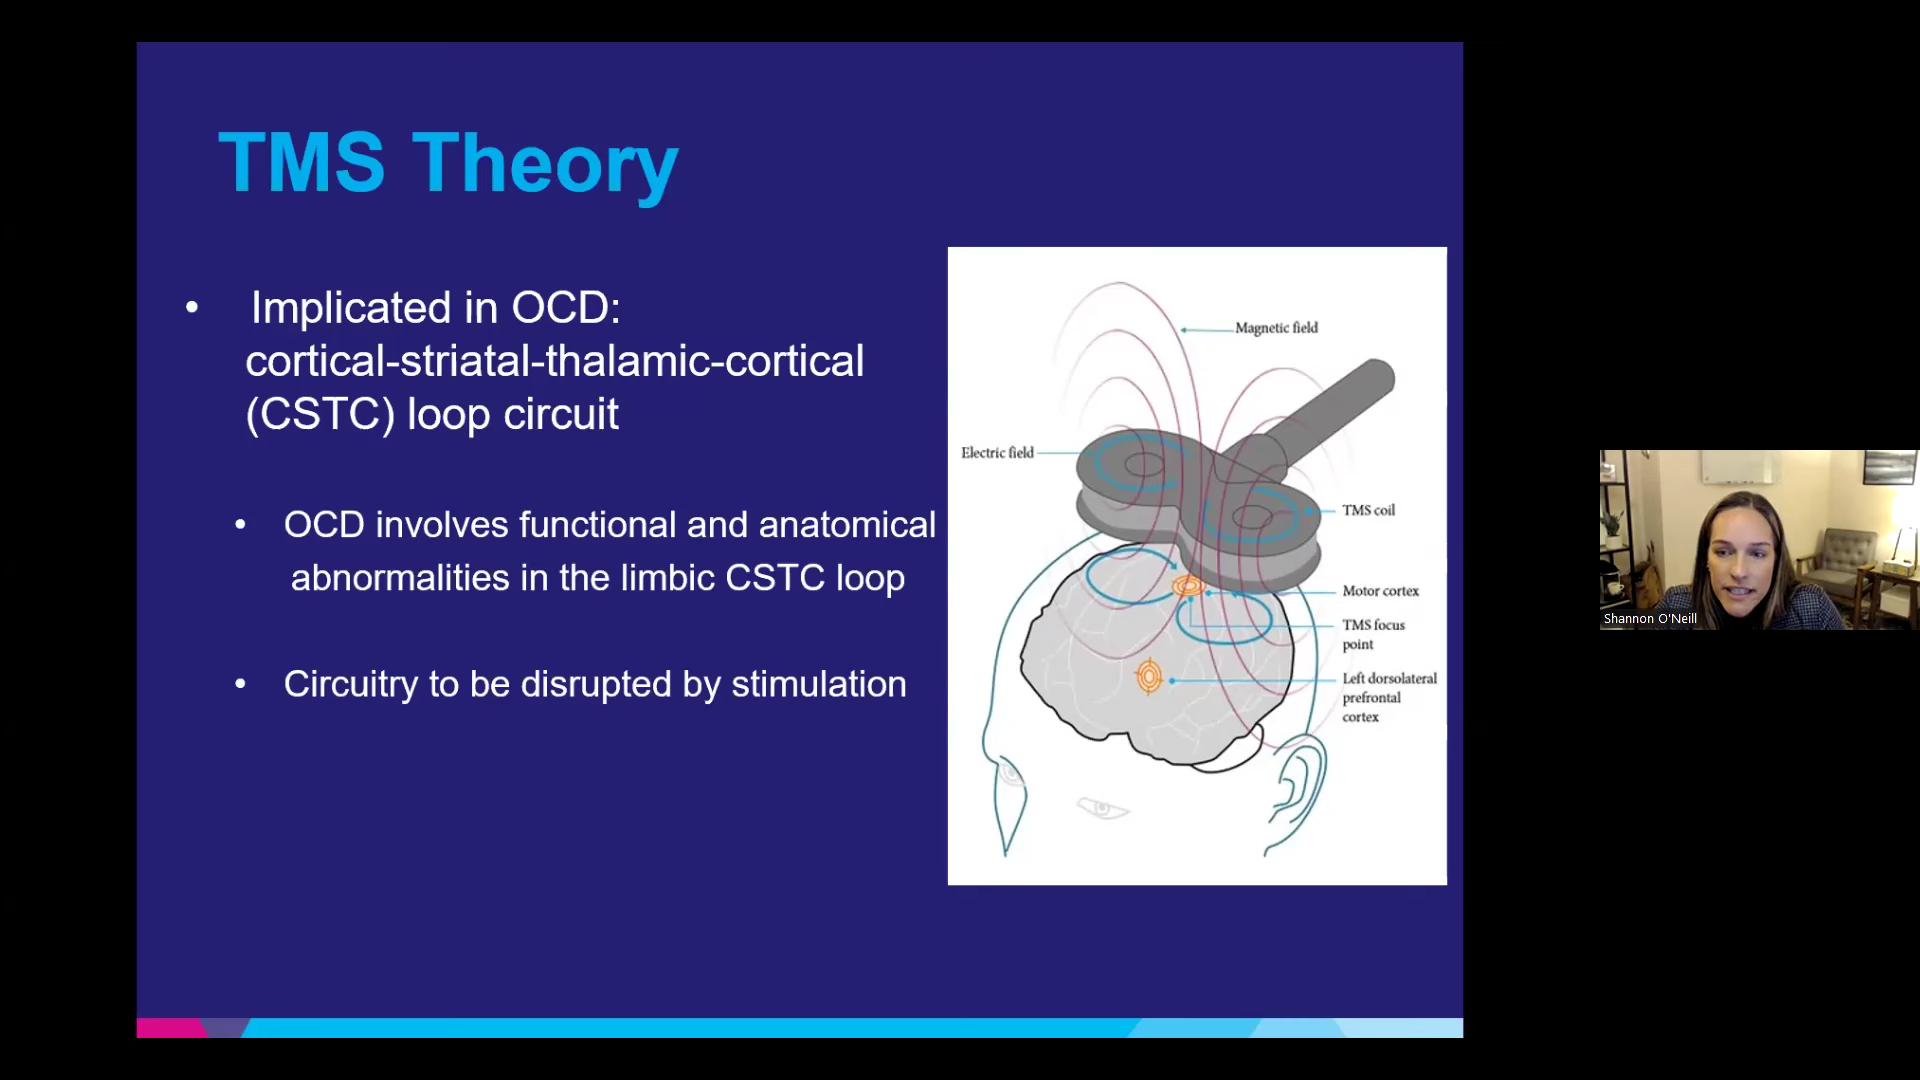 TMS Theory
• Implicated in OCD:
cortical-striatal-thalamic-cortical
(CSTC) loop circuit
• OCD involves functional and anatomical
abnormalities in the limbic CSTC loop
• Circuitry to be disrupted by stimulation
Magnetic field
Electric field
TMS coil
Motor cortex
TMS focus
point
Left dorsolateral
prefrontal
cortex
Shannon O'Neill